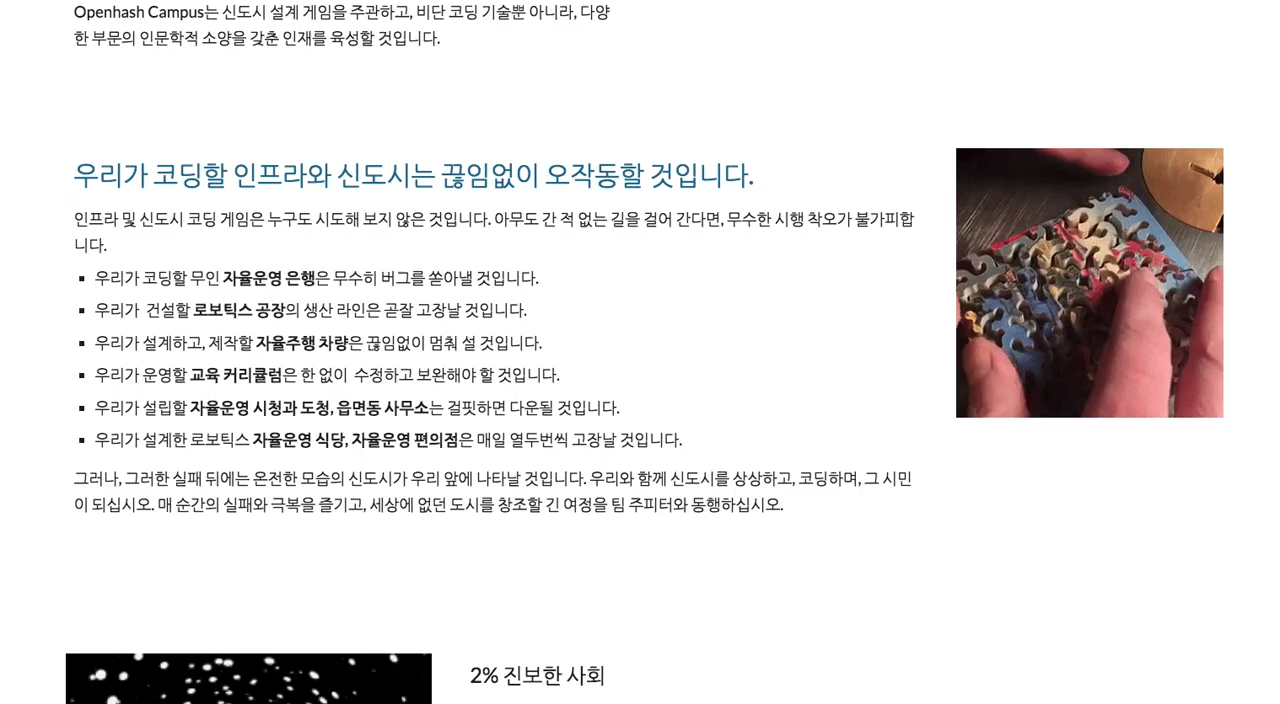 Openhash Campus는 신도시 설계 게임을 주관하고, 비단 코딩 기술뿐 아니라, 다양
한 부문의 인문학적 소양을 갖춘 인재를 육성할 것입니다.
우리가 코딩할 인프라와 신도시는 끊임없이 오작동할 것입니다.
인프라 및 신도시 코딩 게임은 누구도 시도해 보지 않은 것입니다. 아무도 간 적 없는 길을 걸어 간다면, 무수한 시행 착오가 불가피합
니다.
▪ 우리가 코딩할 무인 자율운영 은행은 무수히 버그를 쏟아낼 것입니다.
▪ 우리가 건설할 로보틱스 공장의 생산 라인은 곧잘 고장날 것입니다.
▪ 우리가 설계하고, 제작할 자율주행 차량은 끊임없이 멈춰 설 것입니다.
▪ 우리가 운영할 교육 커리큘럼은 한 없이 수정하고 보완해야 할 것입니다.
▪ 우리가 설립할 자율운영 시청과 도청, 읍면동 사무소는 걸핏하면 다운될 것입니다.
▪ 우리가 설계한 로보틱스 자율운영 식당, 자율운영 편의점은 매일 열두번씩 고장날 것입니다.
그러나, 그러한 실패 뒤에는 온전한 모습의 신도시가 우리 앞에 나타날 것입니다. 우리와 함께 신도시를 상상하고, 코딩하며, 그 시민
이 되십시오. 매 순간의 실패와 극복을 즐기고, 세상에 없던 도시를 창조할 긴 여정을 팀 주피터와 동행하십시오.
2% 진보한 사회